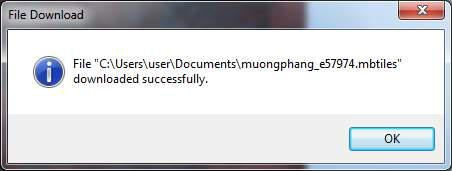 File Download
File "C:\Users\user\Documents\muongphang_e57974.mbtiles"
downloaded successfully.
OK